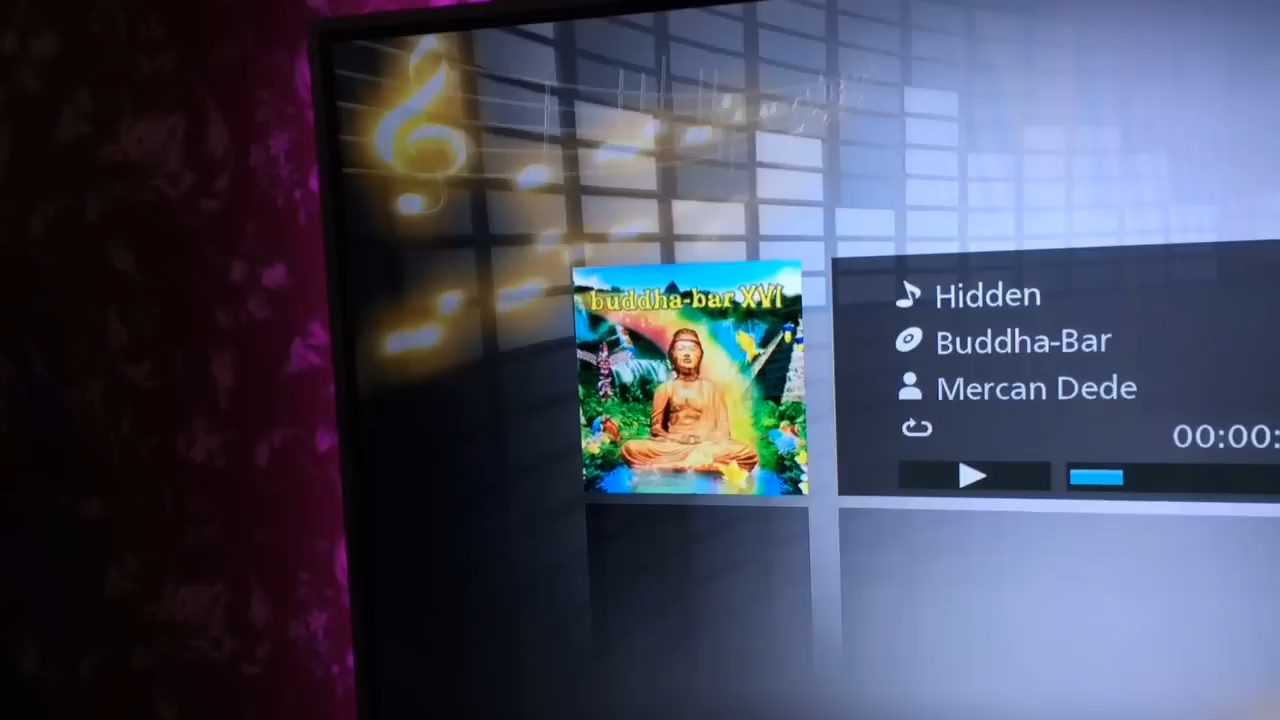 buddha-bar XVI
Hidden
Buddha-Bar
Mercan Dede
00:00: